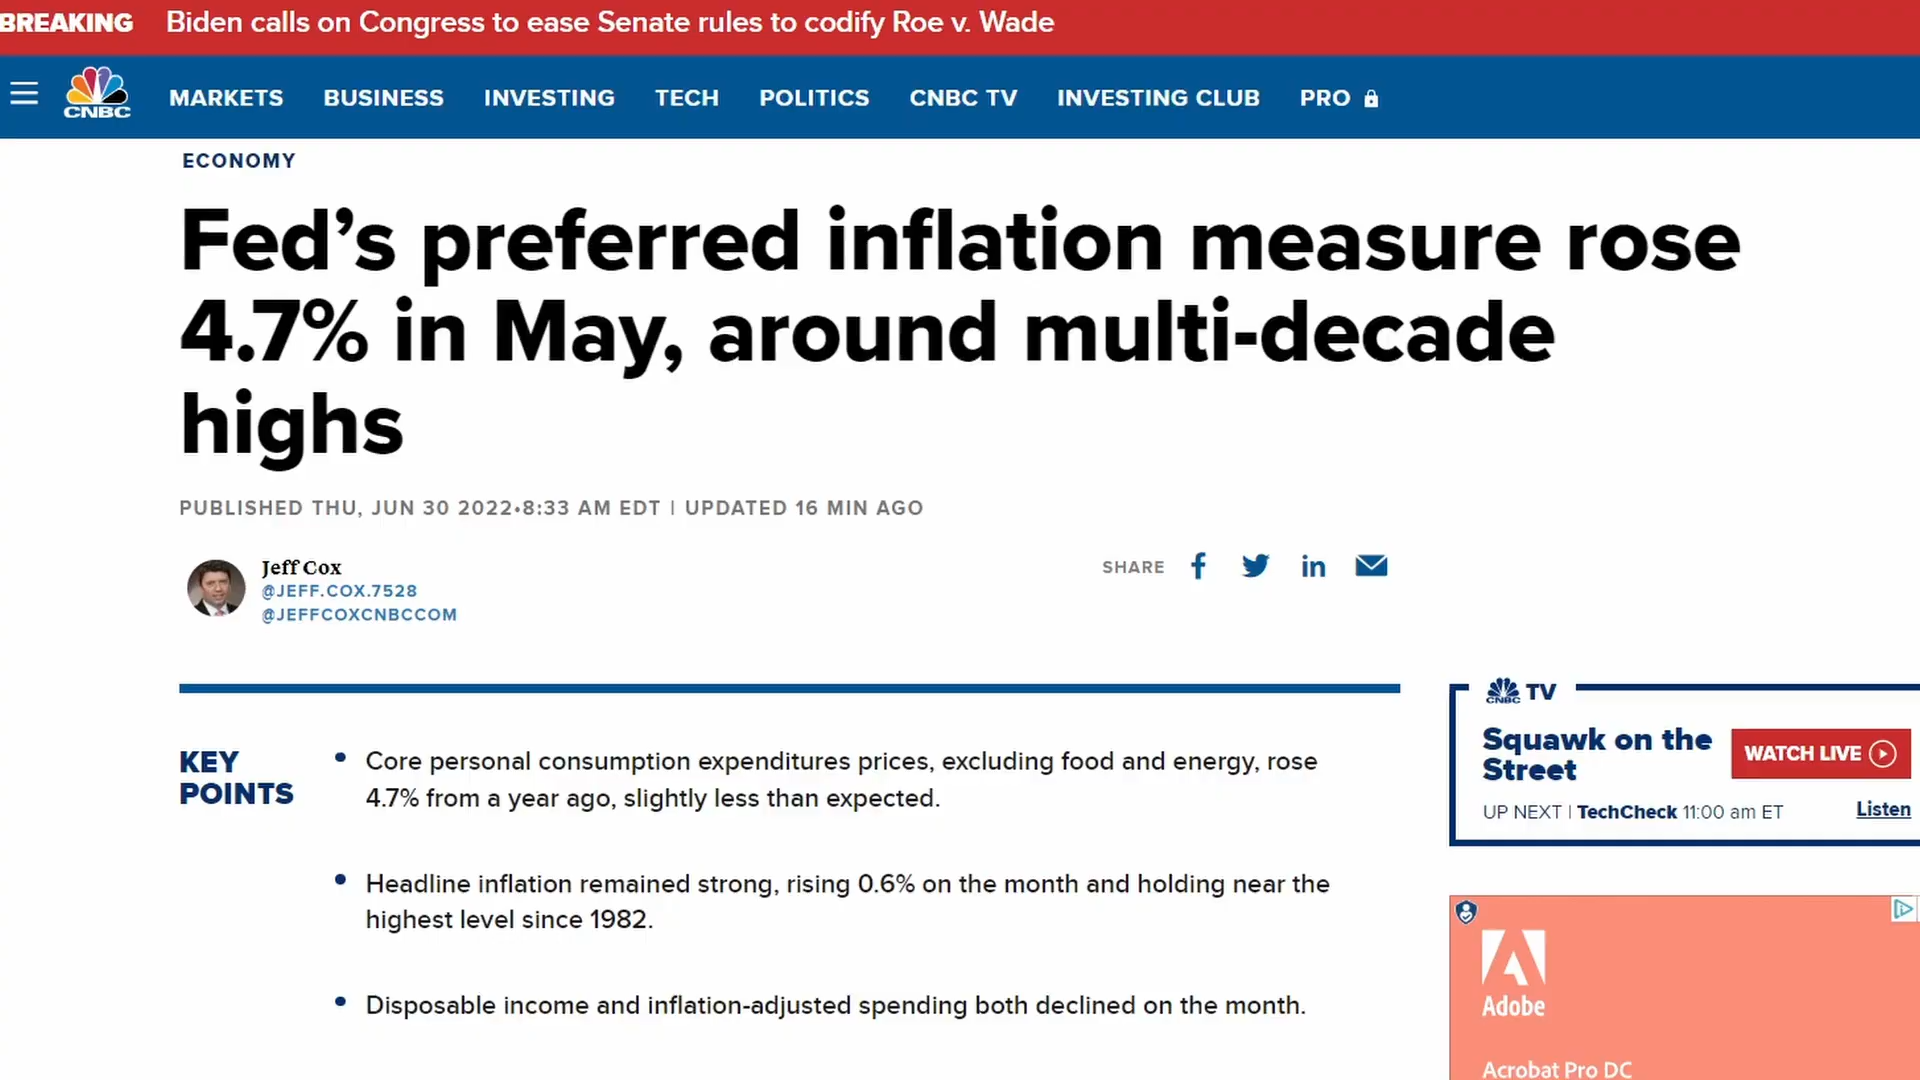 BREAKING Biden calls on Congress to ease Senate rules to codify Roe v. Wade
CNBC MARKETS BUSINESS INVESTING TECH POLITICS CNBC TV INVESTING CLUB PRO
ECONOMY
Fed’s preferred inflation measure rose
4.7% in May, around multi-decade
highs
PUBLISHED THU, JUN 30 2022•8:33 AM EDT | UPDATED 16 MIN AGO
Jeff Cox
@JEFF.COX.7528
@JEFFCOXCNBCCOM
SHARE
KEY
POINTS
Core personal consumption expenditures prices, excluding food and energy, rose
4.7% from a year ago, slightly less than expected.
Headline inflation remained strong, rising 0.6% on the month and holding near the
highest level since 1982.
Disposable income and inflation-adjusted spending both declined on the month.
CNBC TV
Squawk on the
Street
WATCH LIVE
UP NEXT | TechCheck 11:00 am ET
Listen
Adobe
Acrobat Pro DC